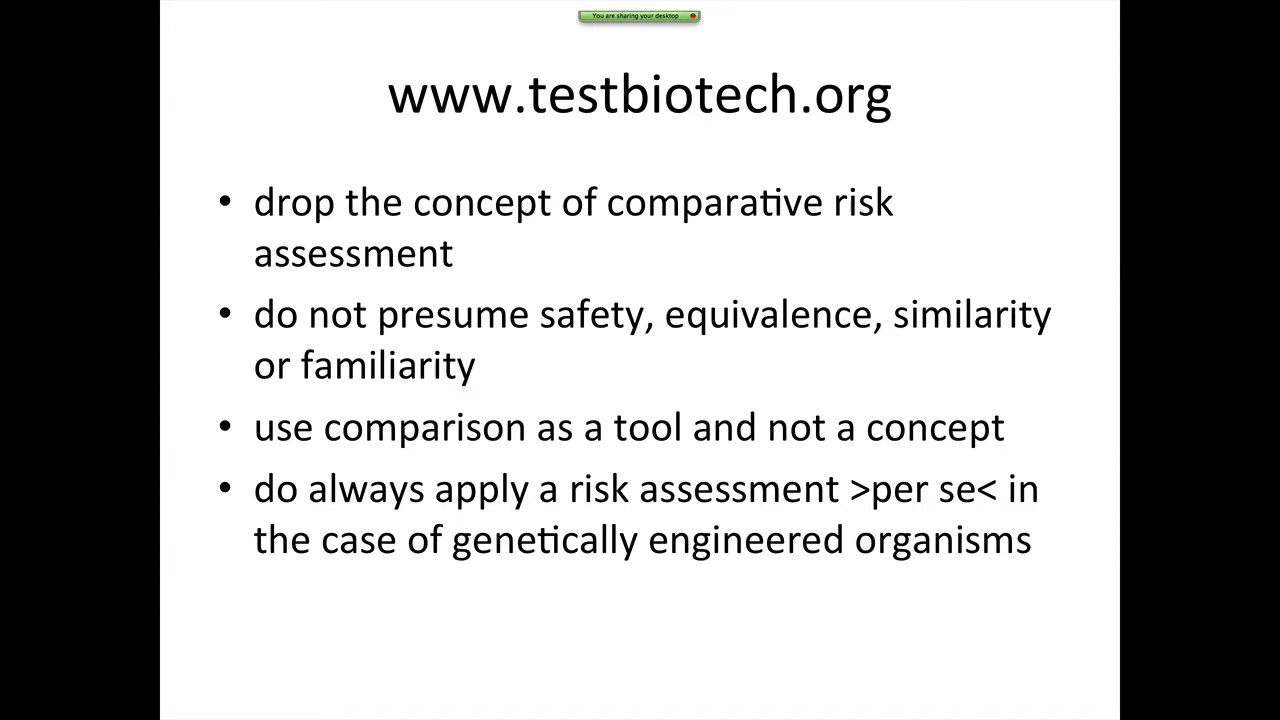 You are sharing your desktop
www.testbiotech.org
• drop the concept of comparative risk
assessment
• do not presume safety, equivalence, similarity
or familiarity
• use comparison as a tool and not a concept
• do always apply a risk assessment >per se< in
the case of genetically engineered organisms